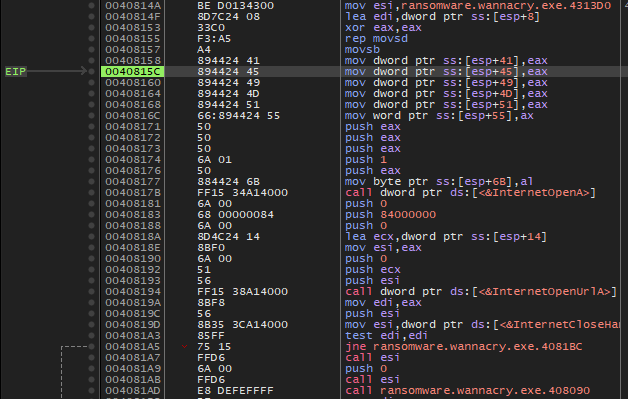 0040814A BE D0134300 mov esi,ransomware.wannacry.exe.4313D0
0040814F 8D7C24 08 lea edi,dword ptr ss:[esp+8]
00408153 33C0 xor eax,eax
00408155 F3:A5 rep movsd
00408157 A4 movsb
00408158 894424 41 mov dword ptr ss:[esp+41],eax
EIP 0040815C 894424 45 mov dword ptr ss:[esp+45],eax
00408160 894424 49 mov dword ptr ss:[esp+49],eax
00408164 894424 4D mov dword ptr ss:[esp+4D],eax
00408168 894424 51 mov dword ptr ss:[esp+51],eax
0040816C 66:894424 55 mov word ptr ss:[esp+55],ax
00408171 50 push eax
00408172 50 push eax
00408173 50 push eax
00408174 6A 01 push 1
00408176 50 push eax
00408177 884424 6B mov byte ptr ss:[esp+6B],al
0040817B FF15 34A14000 call dword ptr ds:[<&InternetOpenA>]
00408181 6A 00 push 0
00408183 68 00000084 push 84000000
00408188 6A 00 push 0
0040818A 8D4C24 14 lea ecx,dword ptr ss:[esp+14]
0040818E 8BF0 mov esi,eax
00408190 6A 00 push 0
00408192 51 push ecx
00408193 56 push esi
00408194 FF15 38A14000 call dword ptr ds:[<&InternetOpenUrlA>]
0040819A 8BF8 mov edi,eax
0040819C 56 push esi
0040819D 8B35 3CA14000 mov esi,dword ptr ds:[<&InternetCloseHa
004081A3 85FF test edi,edi
004081A5 75 15 jne ransomware.wannacry.exe.4081BC
004081A7 FFD6 call esi
004081A9 6A 00 push 0
004081AB FFD6 call esi
004081AD E8 DEFEFFFF call ransomware.wannacry.exe.408090